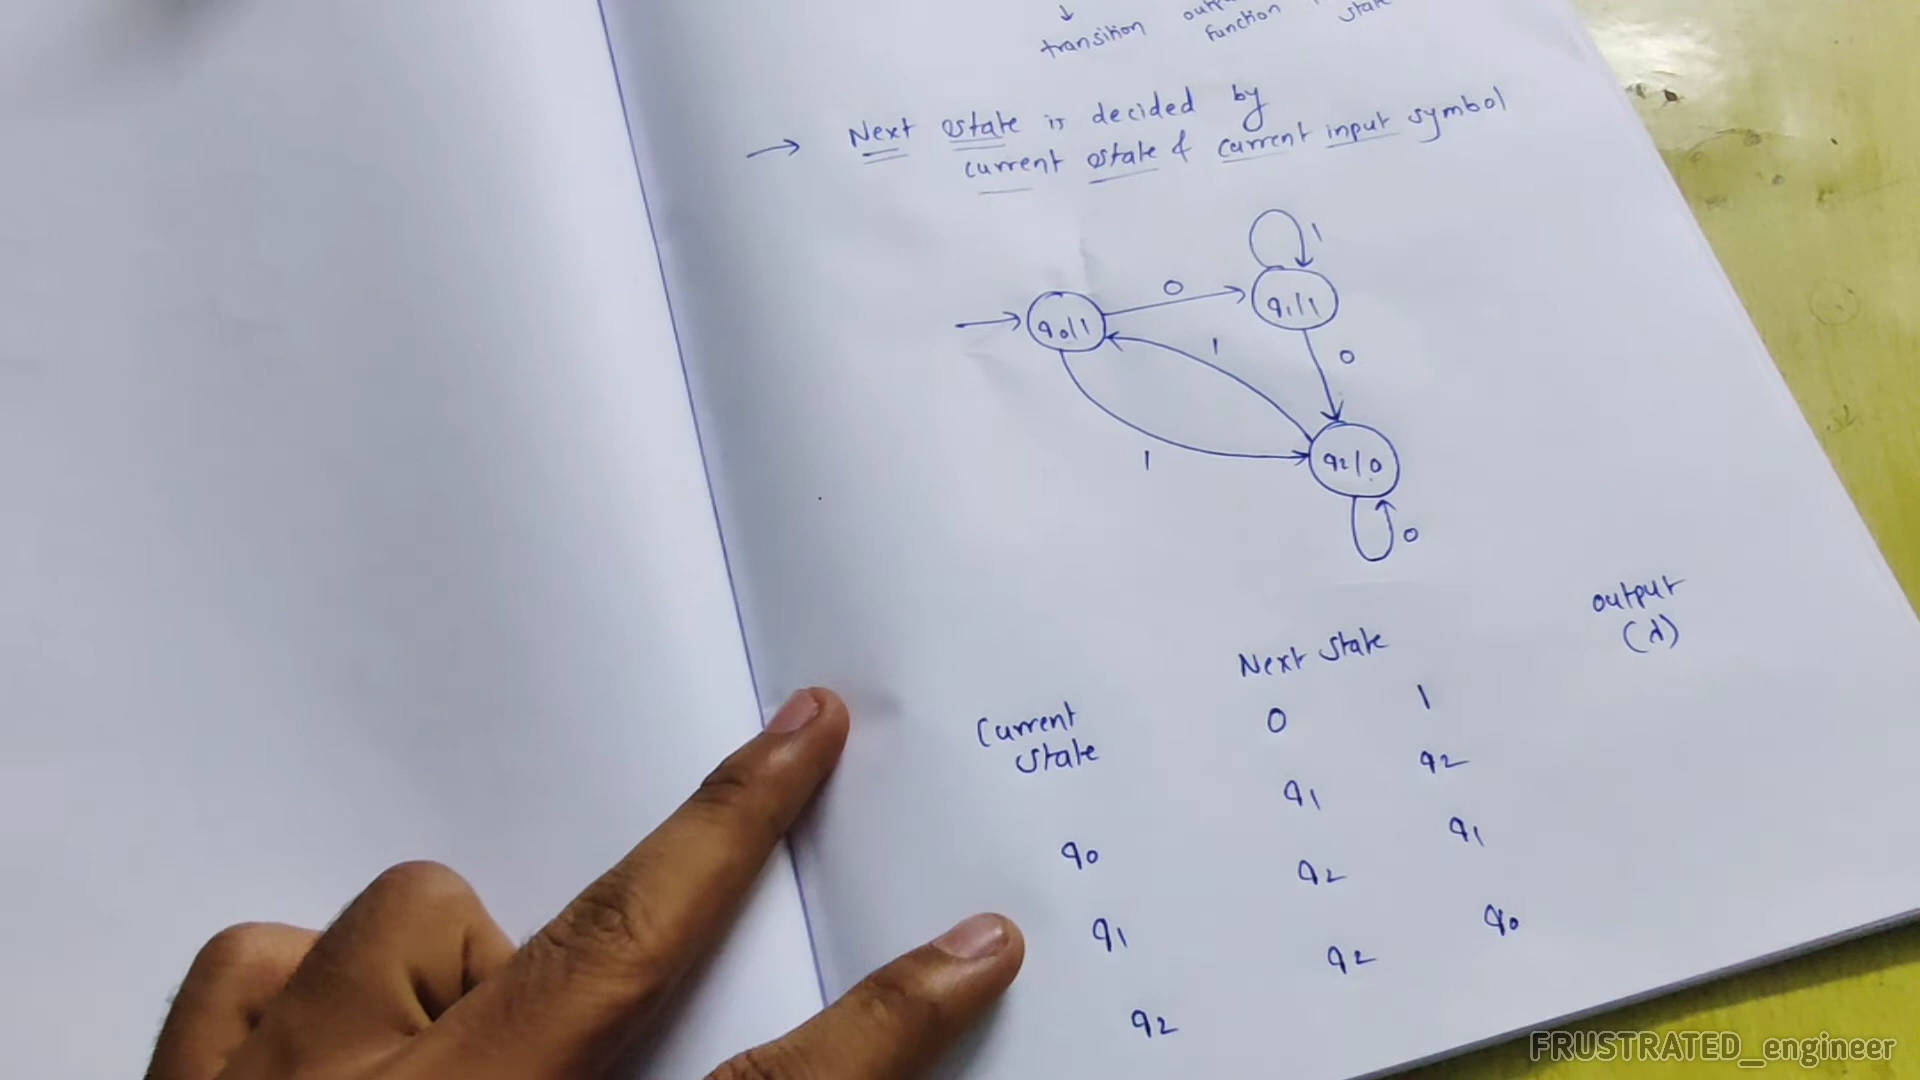 transition
function
state
→ Next state is decided by
current state & current input symbol
1
0
q0/1
q1/1
1
0
1
q2/0
0
output
(λ)
Next state
Current
state
0 1
q0 q1 q2
q1 q2 q1
q2 q2 q0
FRUSTRATED_engineer